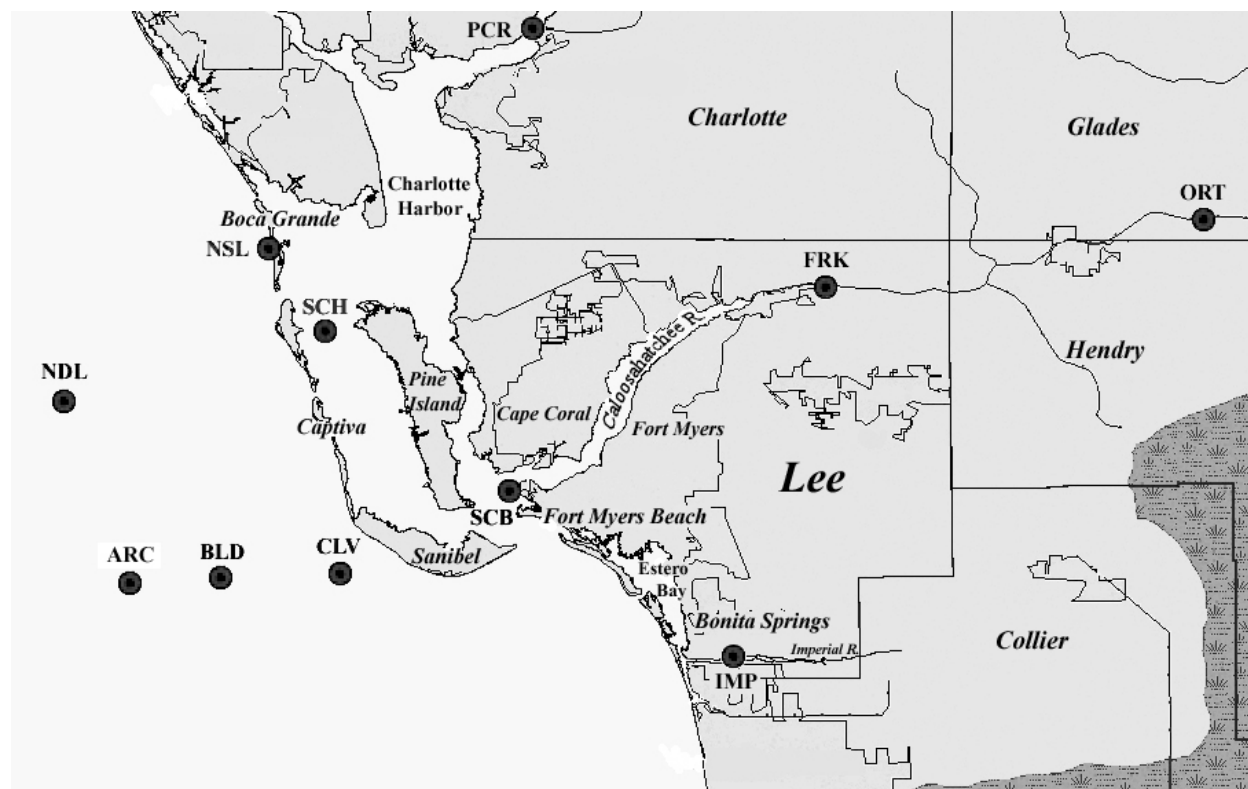 PCR
Charlotte
Glades
Charlotte
Harbor
ORT
Boca Grande
NSL
FRK
SCH
Caloosahatchee R.
Hendry
NDL
Pine
Island
Cape Coral
Captiva
Fort Myers
Lee
SCB
Fort Myers Beach
ARC
BLD
CLV
Sanibel
Estero
Bay
Bonita Springs
Imperial R.
Collier
IMP